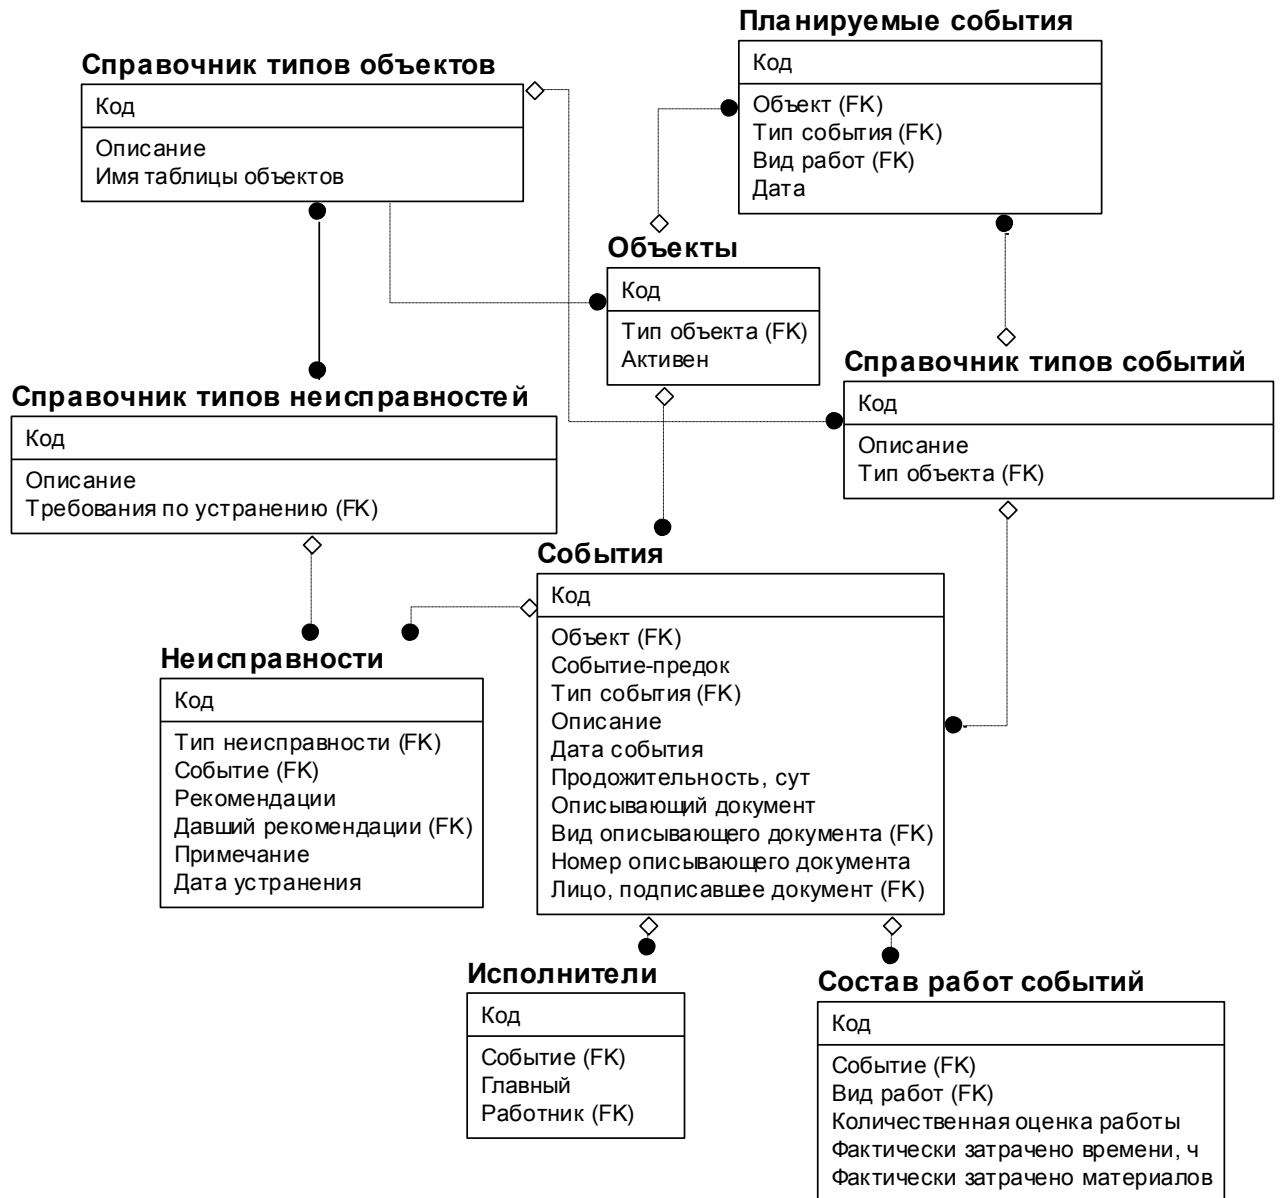 Планируемые события
Код
Объект (FK)
Тип события (FK)
Вид работ (FK)
Дата
Справочник типов объектов
Код
Описание
Имя таблицы объектов
Объекты
Код
Тип объекта (FK)
Активен
Справочник типов событий
Код
Описание
Тип объекта (FK)
Справочник типов неисправностей
Код
Описание
Требования по устранению (FK)
События
Код
Объект (FK)
Событие-предок
Тип события (FK)
Описание
Дата события
Продожительность, сут
Описывающий документ
Вид описывающего документа (FK)
Номер описывающего документа
Лицо, подписавшее документ (FK)
Неисправности
Код
Тип неисправности (FK)
Событие (FK)
Рекомендации
Давший рекомендации (FK)
Примечание
Дата устранения
Исполнители
Код
Событие (FK)
Главный
Работник (FK)
Состав работ событий
Код
Событие (FK)
Вид работ (FK)
Количественная оценка работы
Фактически затрачено времени, ч
Фактически затрачено материалов